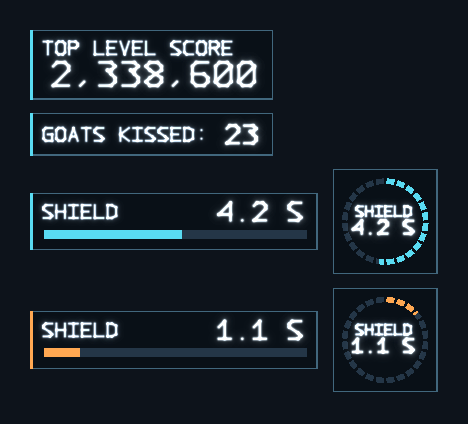 TOP LEVEL SCORE
2,338,600
GOATS KISSED: 23
SHIELD 4.2 S
SHIELD
4.2 S
SHIELD 1.1 S
SHIELD
1.1 S